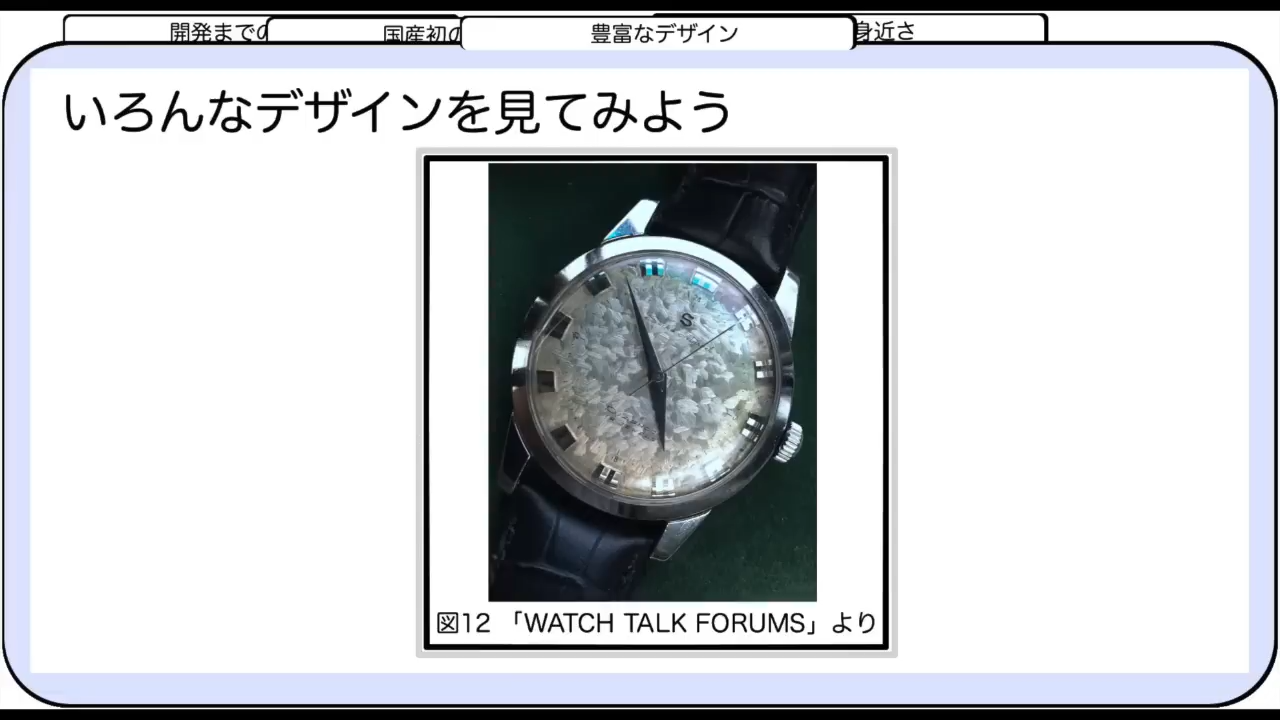 開発までの
国産初の
豊富なデザイン
身近さ
いろんなデザインを見てみよう
S
図12 「WATCH TALK FORUMS」より